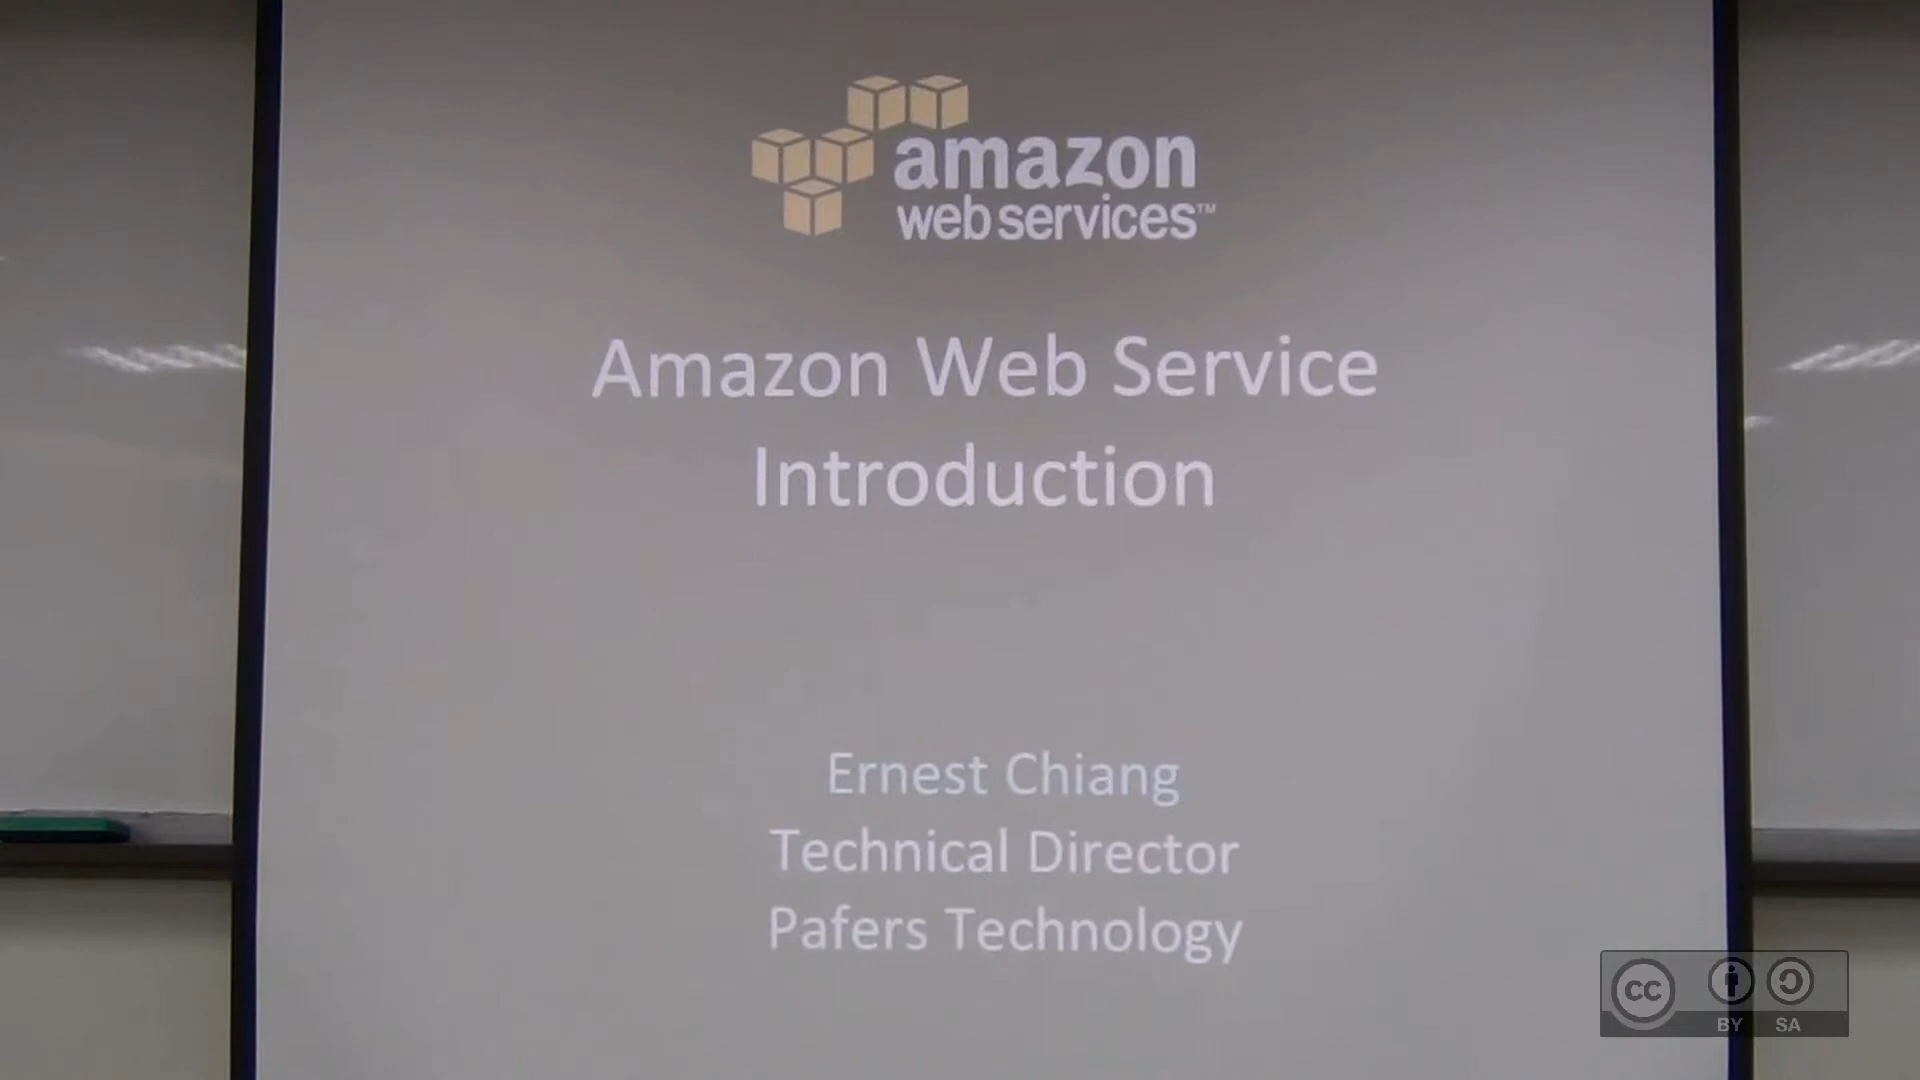 amazon
web services™
Amazon Web Service
Introduction
Ernest Chiang
Technical Director
Pafers Technology
cc
BY SA